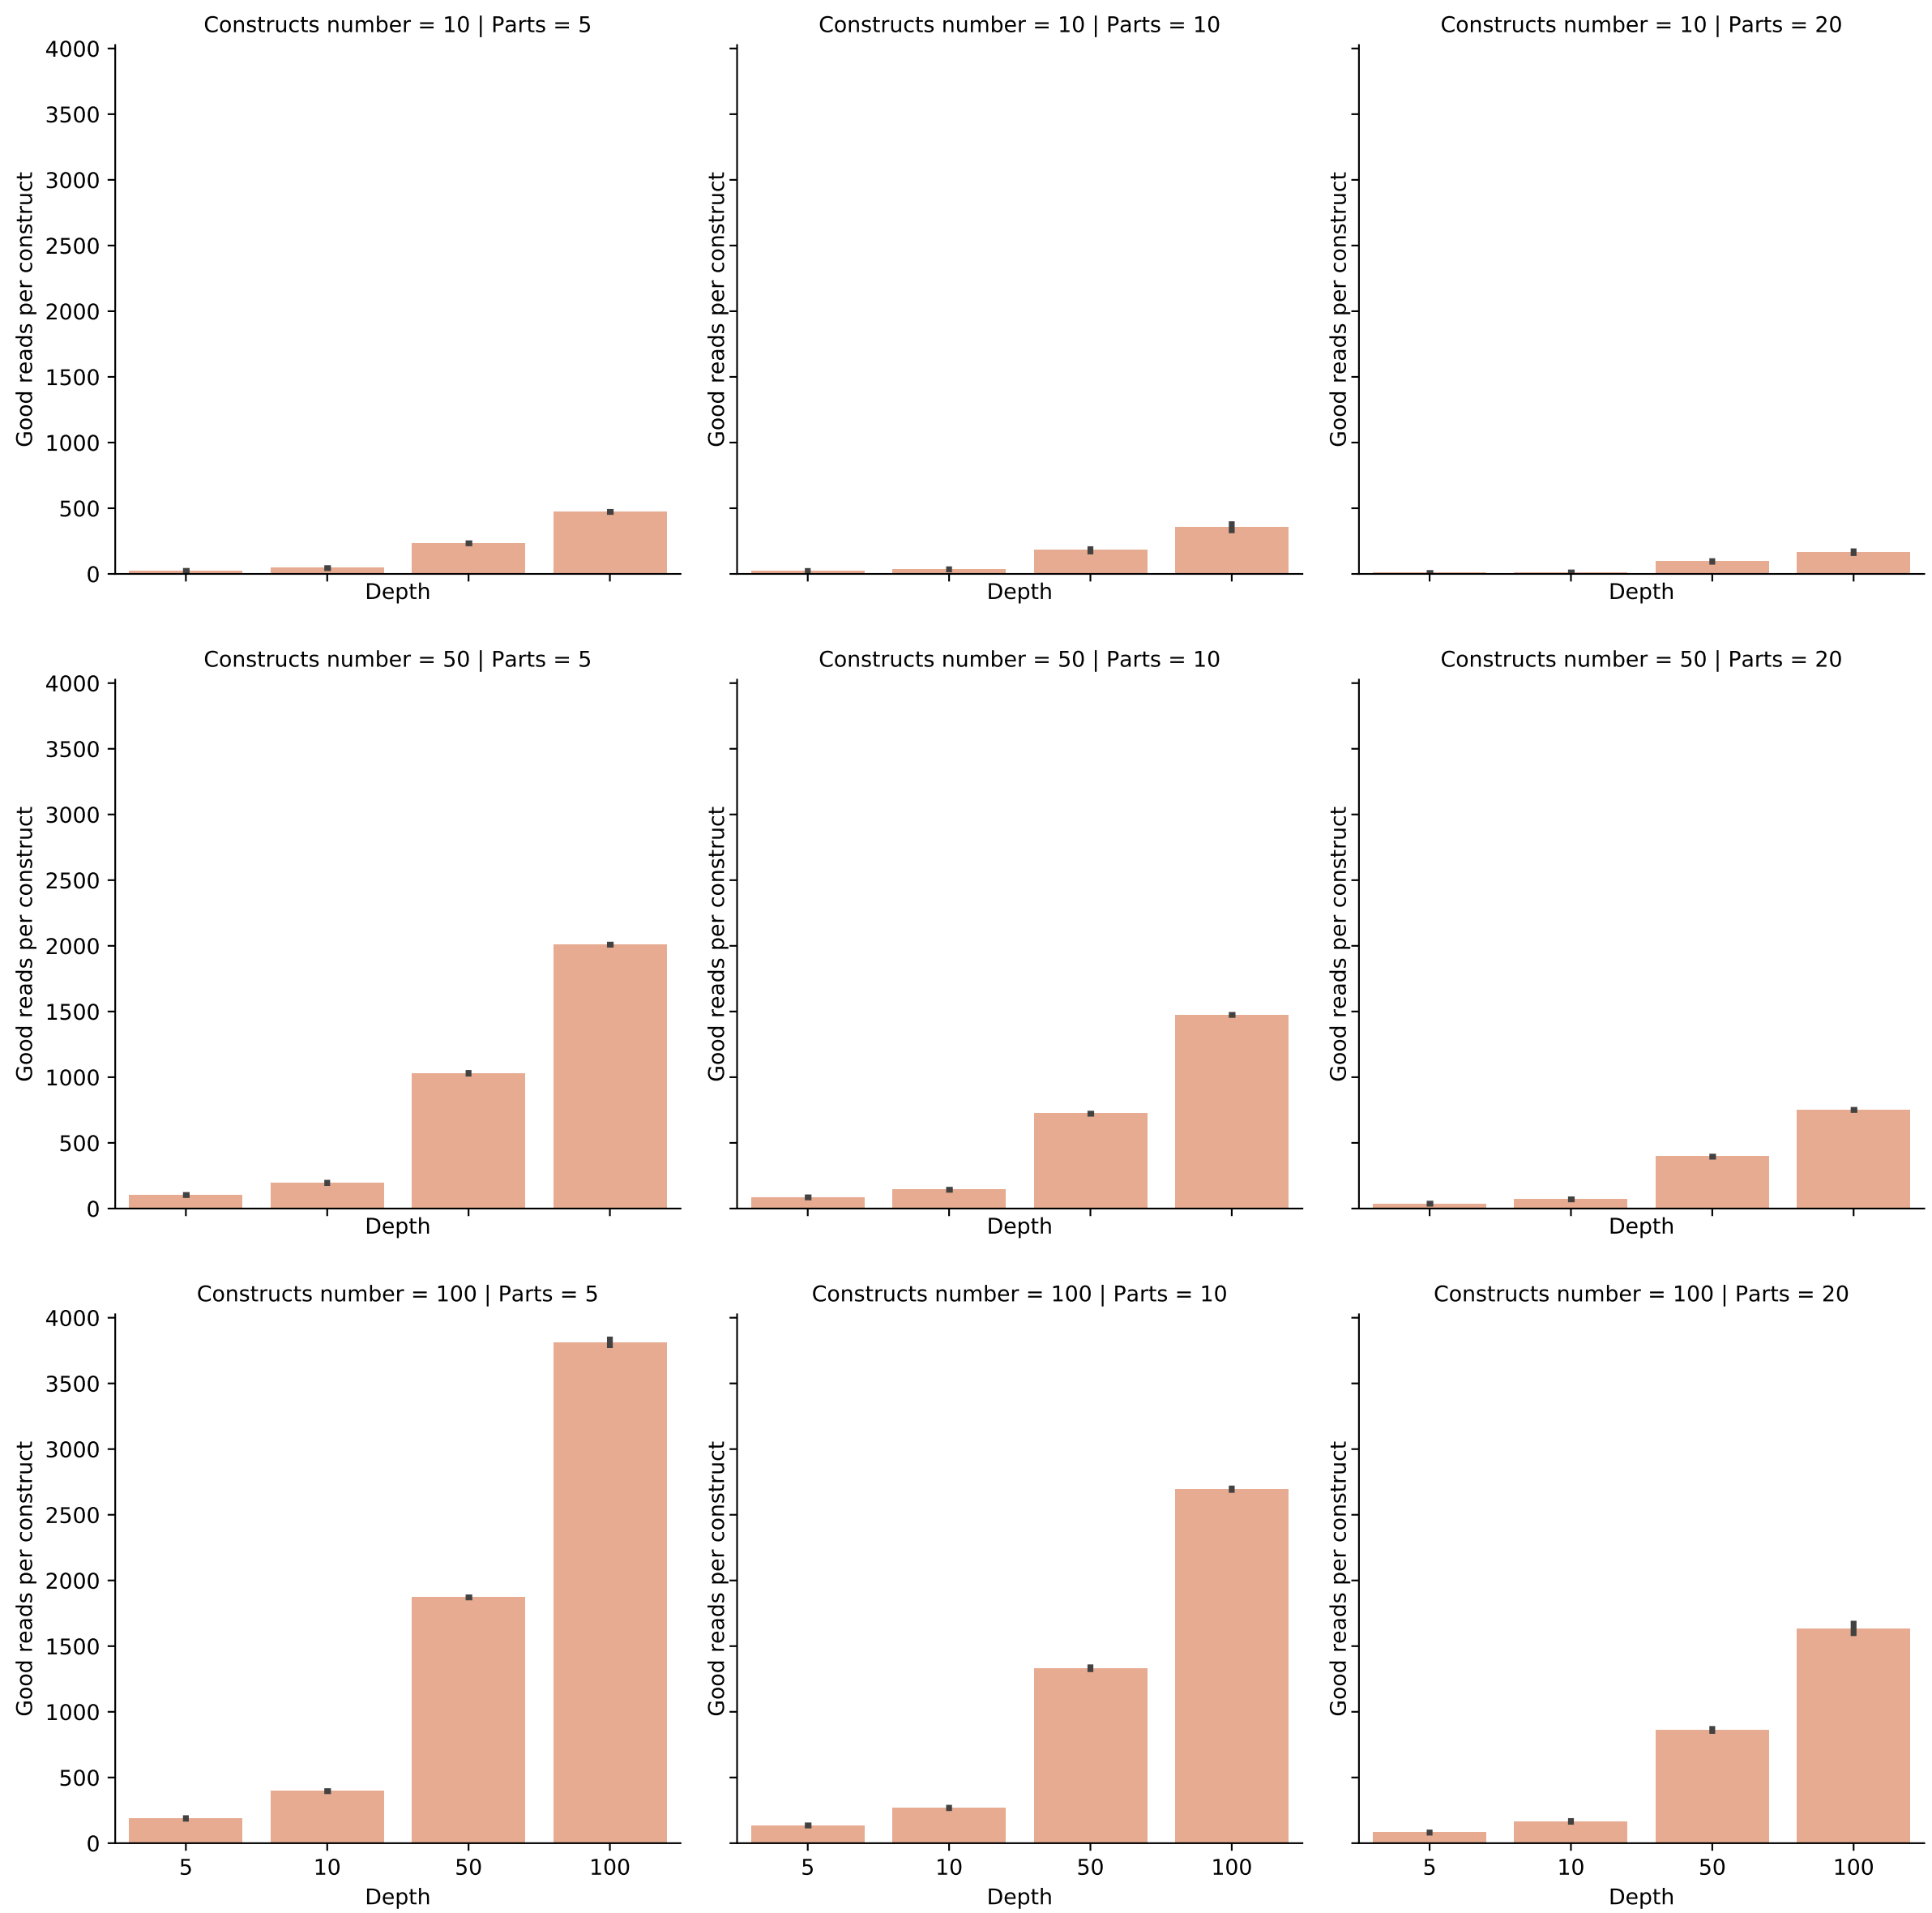 Constructs number = 10 | Parts = 5
Constructs number = 10 | Parts = 10
Constructs number = 10 | Parts = 20
4000
3500
3000
2500
2000
1500
1000
500
0
Good reads per construct
Good reads per construct
Good reads per construct
Depth
Depth
Depth
Constructs number = 50 | Parts = 5
Constructs number = 50 | Parts = 10
Constructs number = 50 | Parts = 20
4000
3500
3000
2500
2000
1500
1000
500
0
Good reads per construct
Good reads per construct
Good reads per construct
Depth
Depth
Depth
Constructs number = 100 | Parts = 5
Constructs number = 100 | Parts = 10
Constructs number = 100 | Parts = 20
4000
3500
3000
2500
2000
1500
1000
500
0
Good reads per construct
Good reads per construct
Good reads per construct
5 10 50 100
5 10 50 100
5 10 50 100
Depth
Depth
Depth